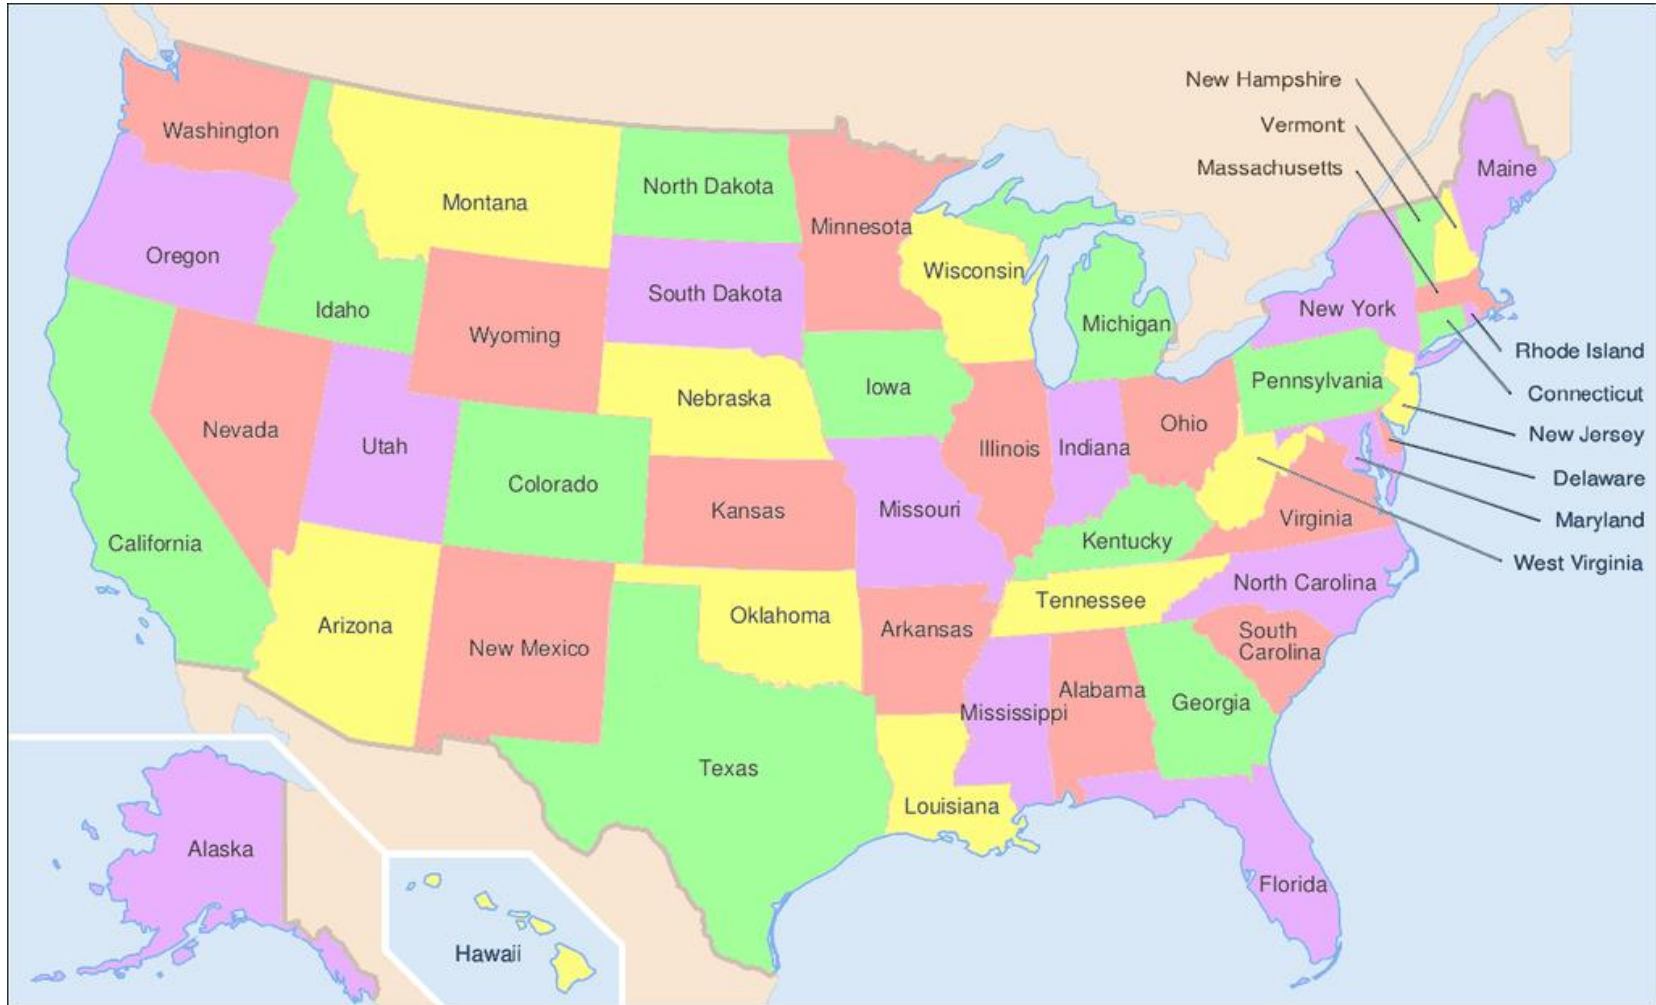 New Hampshire
Vermont
Massachusetts
Maine
Washington
Montana
North Dakota
Minnesota
Oregon
Idaho
Wyoming
South Dakota
Wisconsin
Michigan
New York
Rhode Island
Connecticut
New Jersey
Delaware
Maryland
West Virginia
Nevada
Utah
Colorado
Nebraska
Iowa
Illinois
Indiana
Ohio
Pennsylvania
California
Kansas
Missouri
Kentucky
Virginia
Arizona
New Mexico
Oklahoma
Arkansas
Tennessee
North Carolina
South
Carolina
Texas
Louisiana
Mississippi
Alabama
Georgia
Florida
Alaska
Hawaii